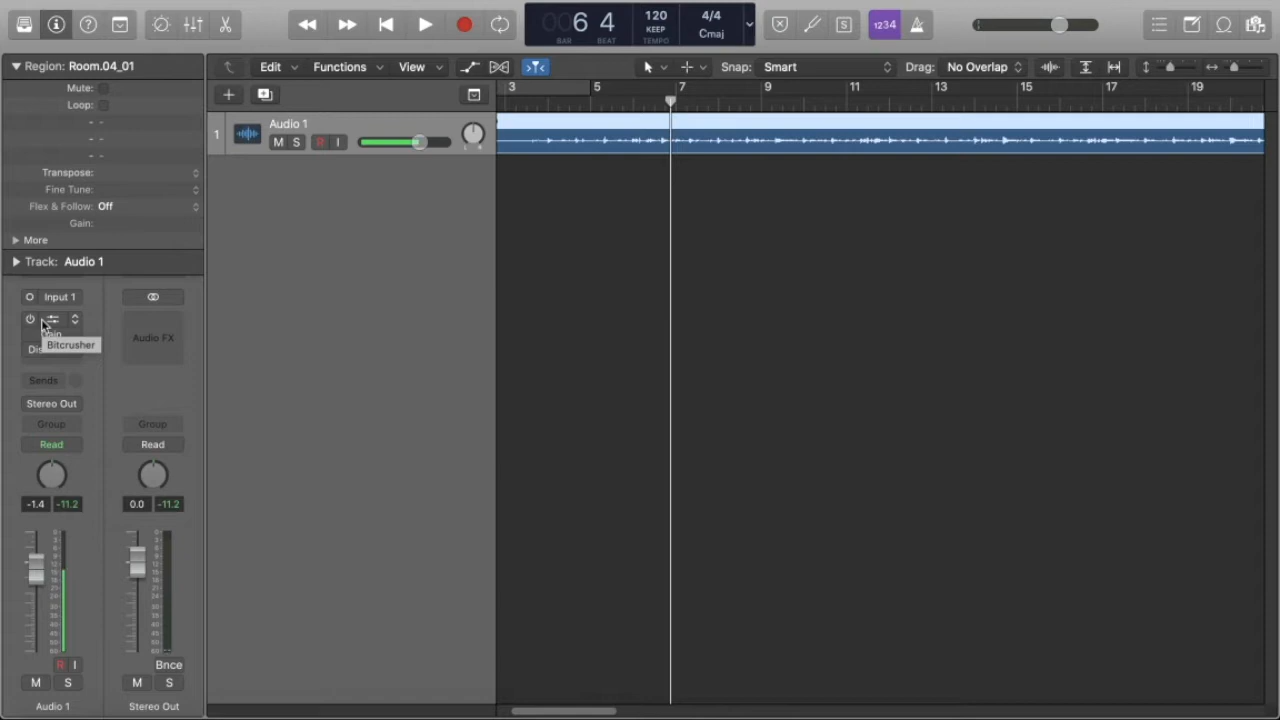 6 4
BAR BEAT
120
KEEP
TEMPO
4/4
Cmaj
S
1234
Region: Room.04_01
Edit
Functions
View
Snap: Smart
Drag: No Overlap
Mute:
Loop:
Transpose:
Fine Tune:
Flex & Follow: Off
Gain:
More
Track: Audio 1
3 5 7 9 11 13 15 17 19
1
Audio 1
M S R I
L R
Input 1
Bitcrusher
Audio FX
Sends
Stereo Out
Group
Group
Read
Read
-1.4 -11.2
0.0 -11.2
R I
Bnce
M S
M S
Audio 1
Stereo Out